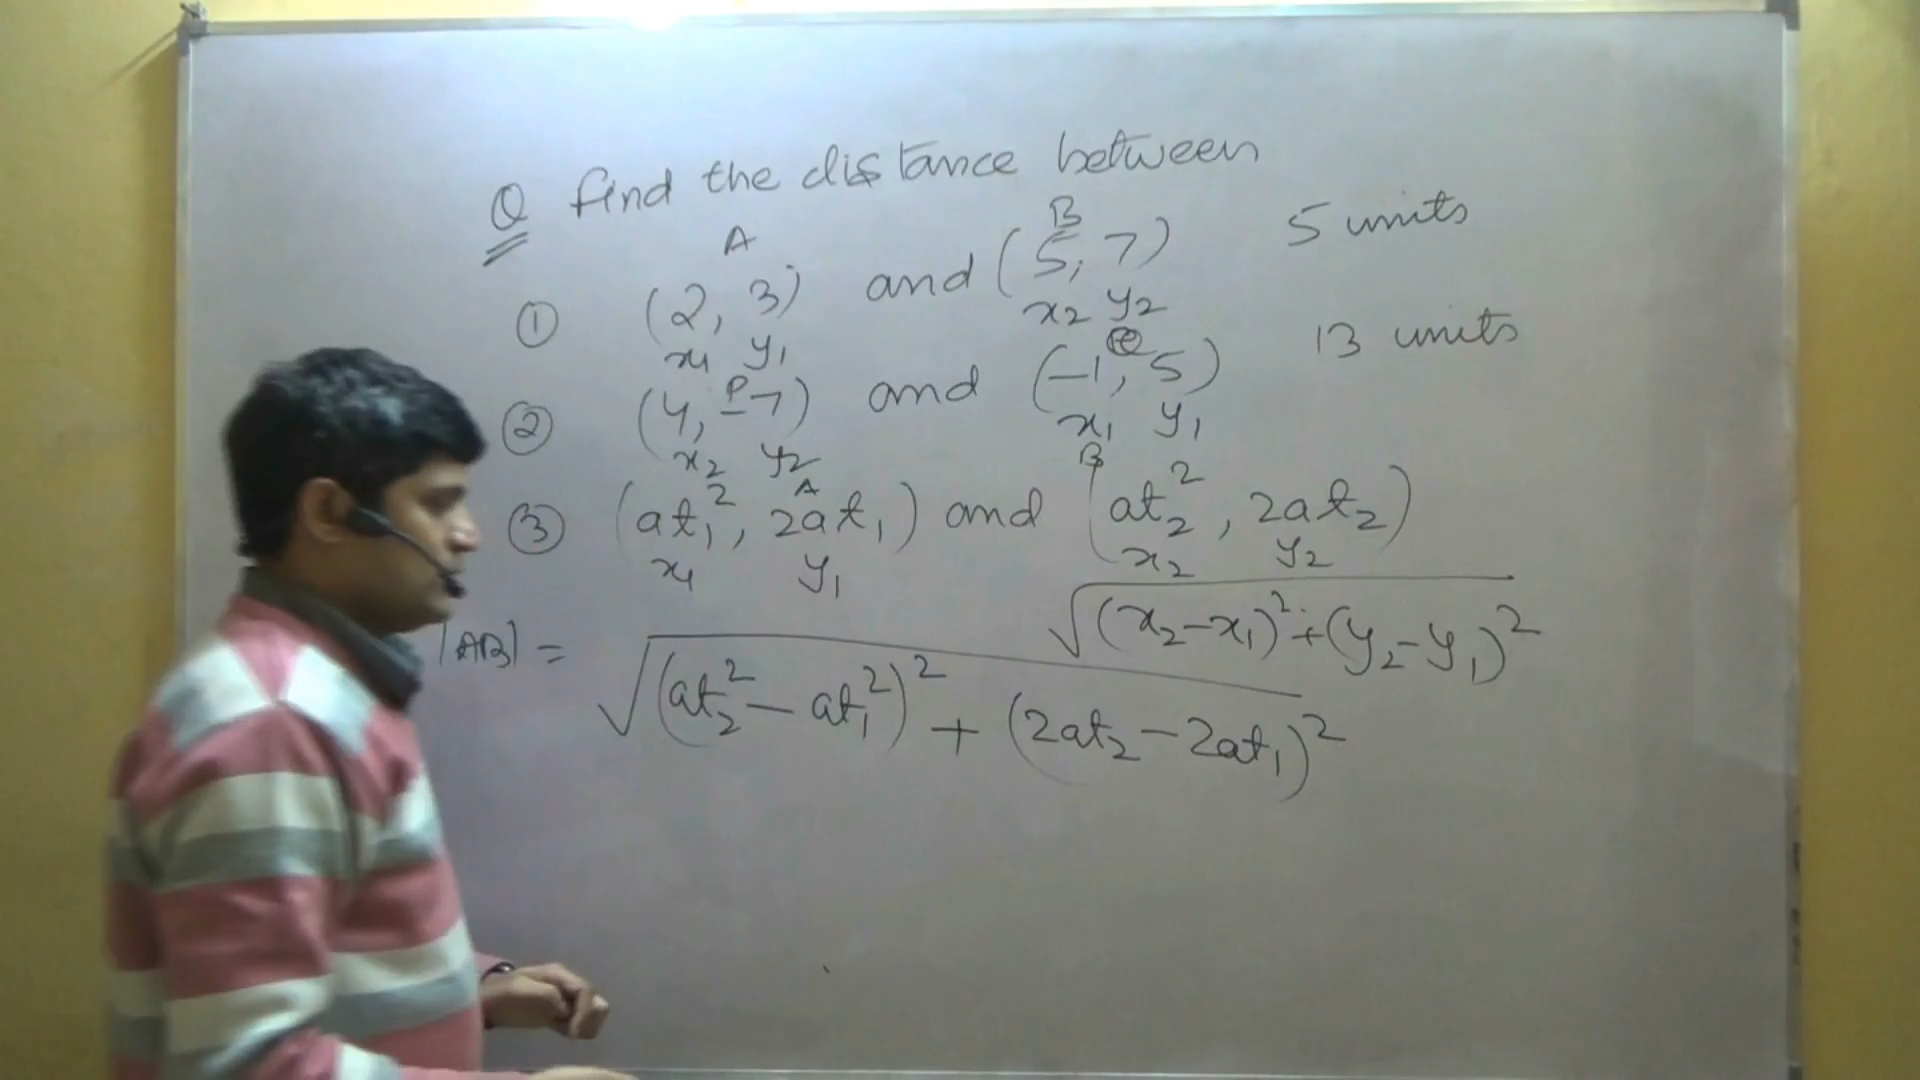 Q find the distance between
A B
① (2, 3) and (5, 7) 5 units
x₁ y₁ x₂ y₂
P Q
② (4, -7) and (-1, 5) 13 units
x₂ y₂ x₁ y₁
A B
③ (at₁², 2at₁) and (at₂², 2at₂)
x₁ y₁ x₂ y₂
√((x₂-x₁)²+(y₂-y₁)²)
|AB| = √((at₂² - at₁²)² + (2at₂ - 2at₁)²)